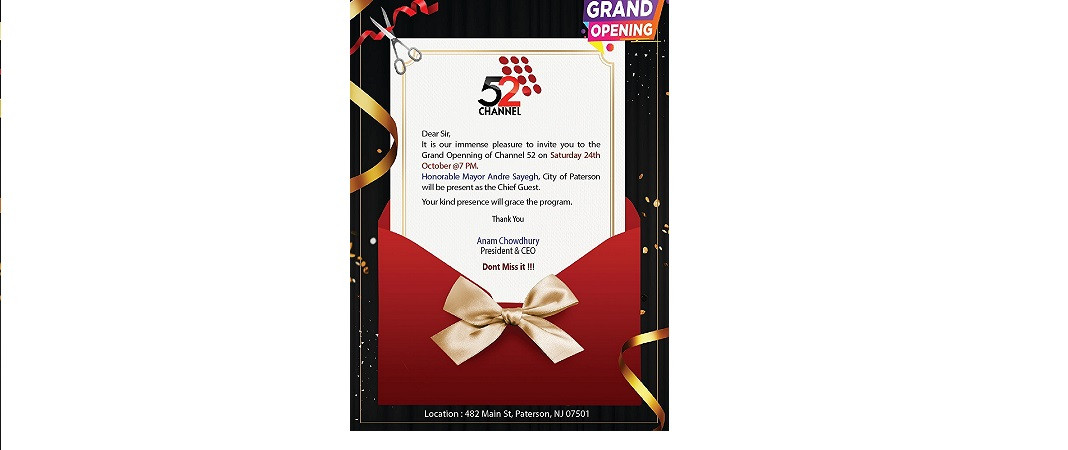 GRAND
OPENING
52
CHANNEL
Dear Sir,
It is our immense pleasure to invite you to the
Grand Openning of Channel 52 on Saturday 24th
October @7 PM.
Honorable Mayor Andre Sayegh, City of Paterson
will be present as the Chief Guest.
Your kind presence will grace the program.
Thank You
Anam Chowdhury
President & CEO
Dont Miss it !!!
Location : 482 Main St, Paterson, NJ 07501